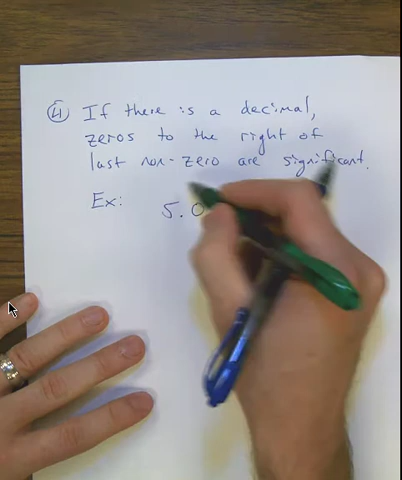 ④ If there is a decimal,
zeros to the right of
last non-zero are significant.
Ex: 5.0